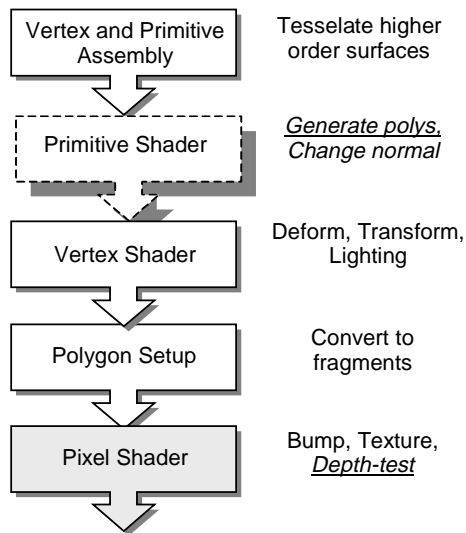 Vertex and Primitive
Assembly
Tesselate higher
order surfaces
Primitive Shader
Generate polys,
Change normal
Vertex Shader
Deform, Transform,
Lighting
Polygon Setup
Convert to
fragments
Pixel Shader
Bump, Texture,
Depth-test